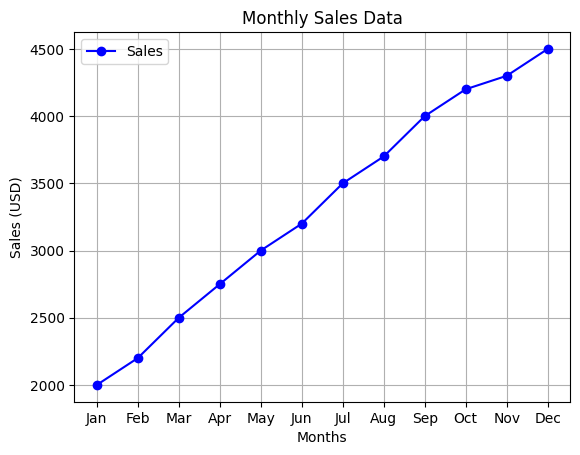 Monthly Sales Data
Sales
Sales (USD)
4500
4000
3500
3000
2500
2000
Jan Feb Mar Apr May Jun Jul Aug Sep Oct Nov Dec
Months